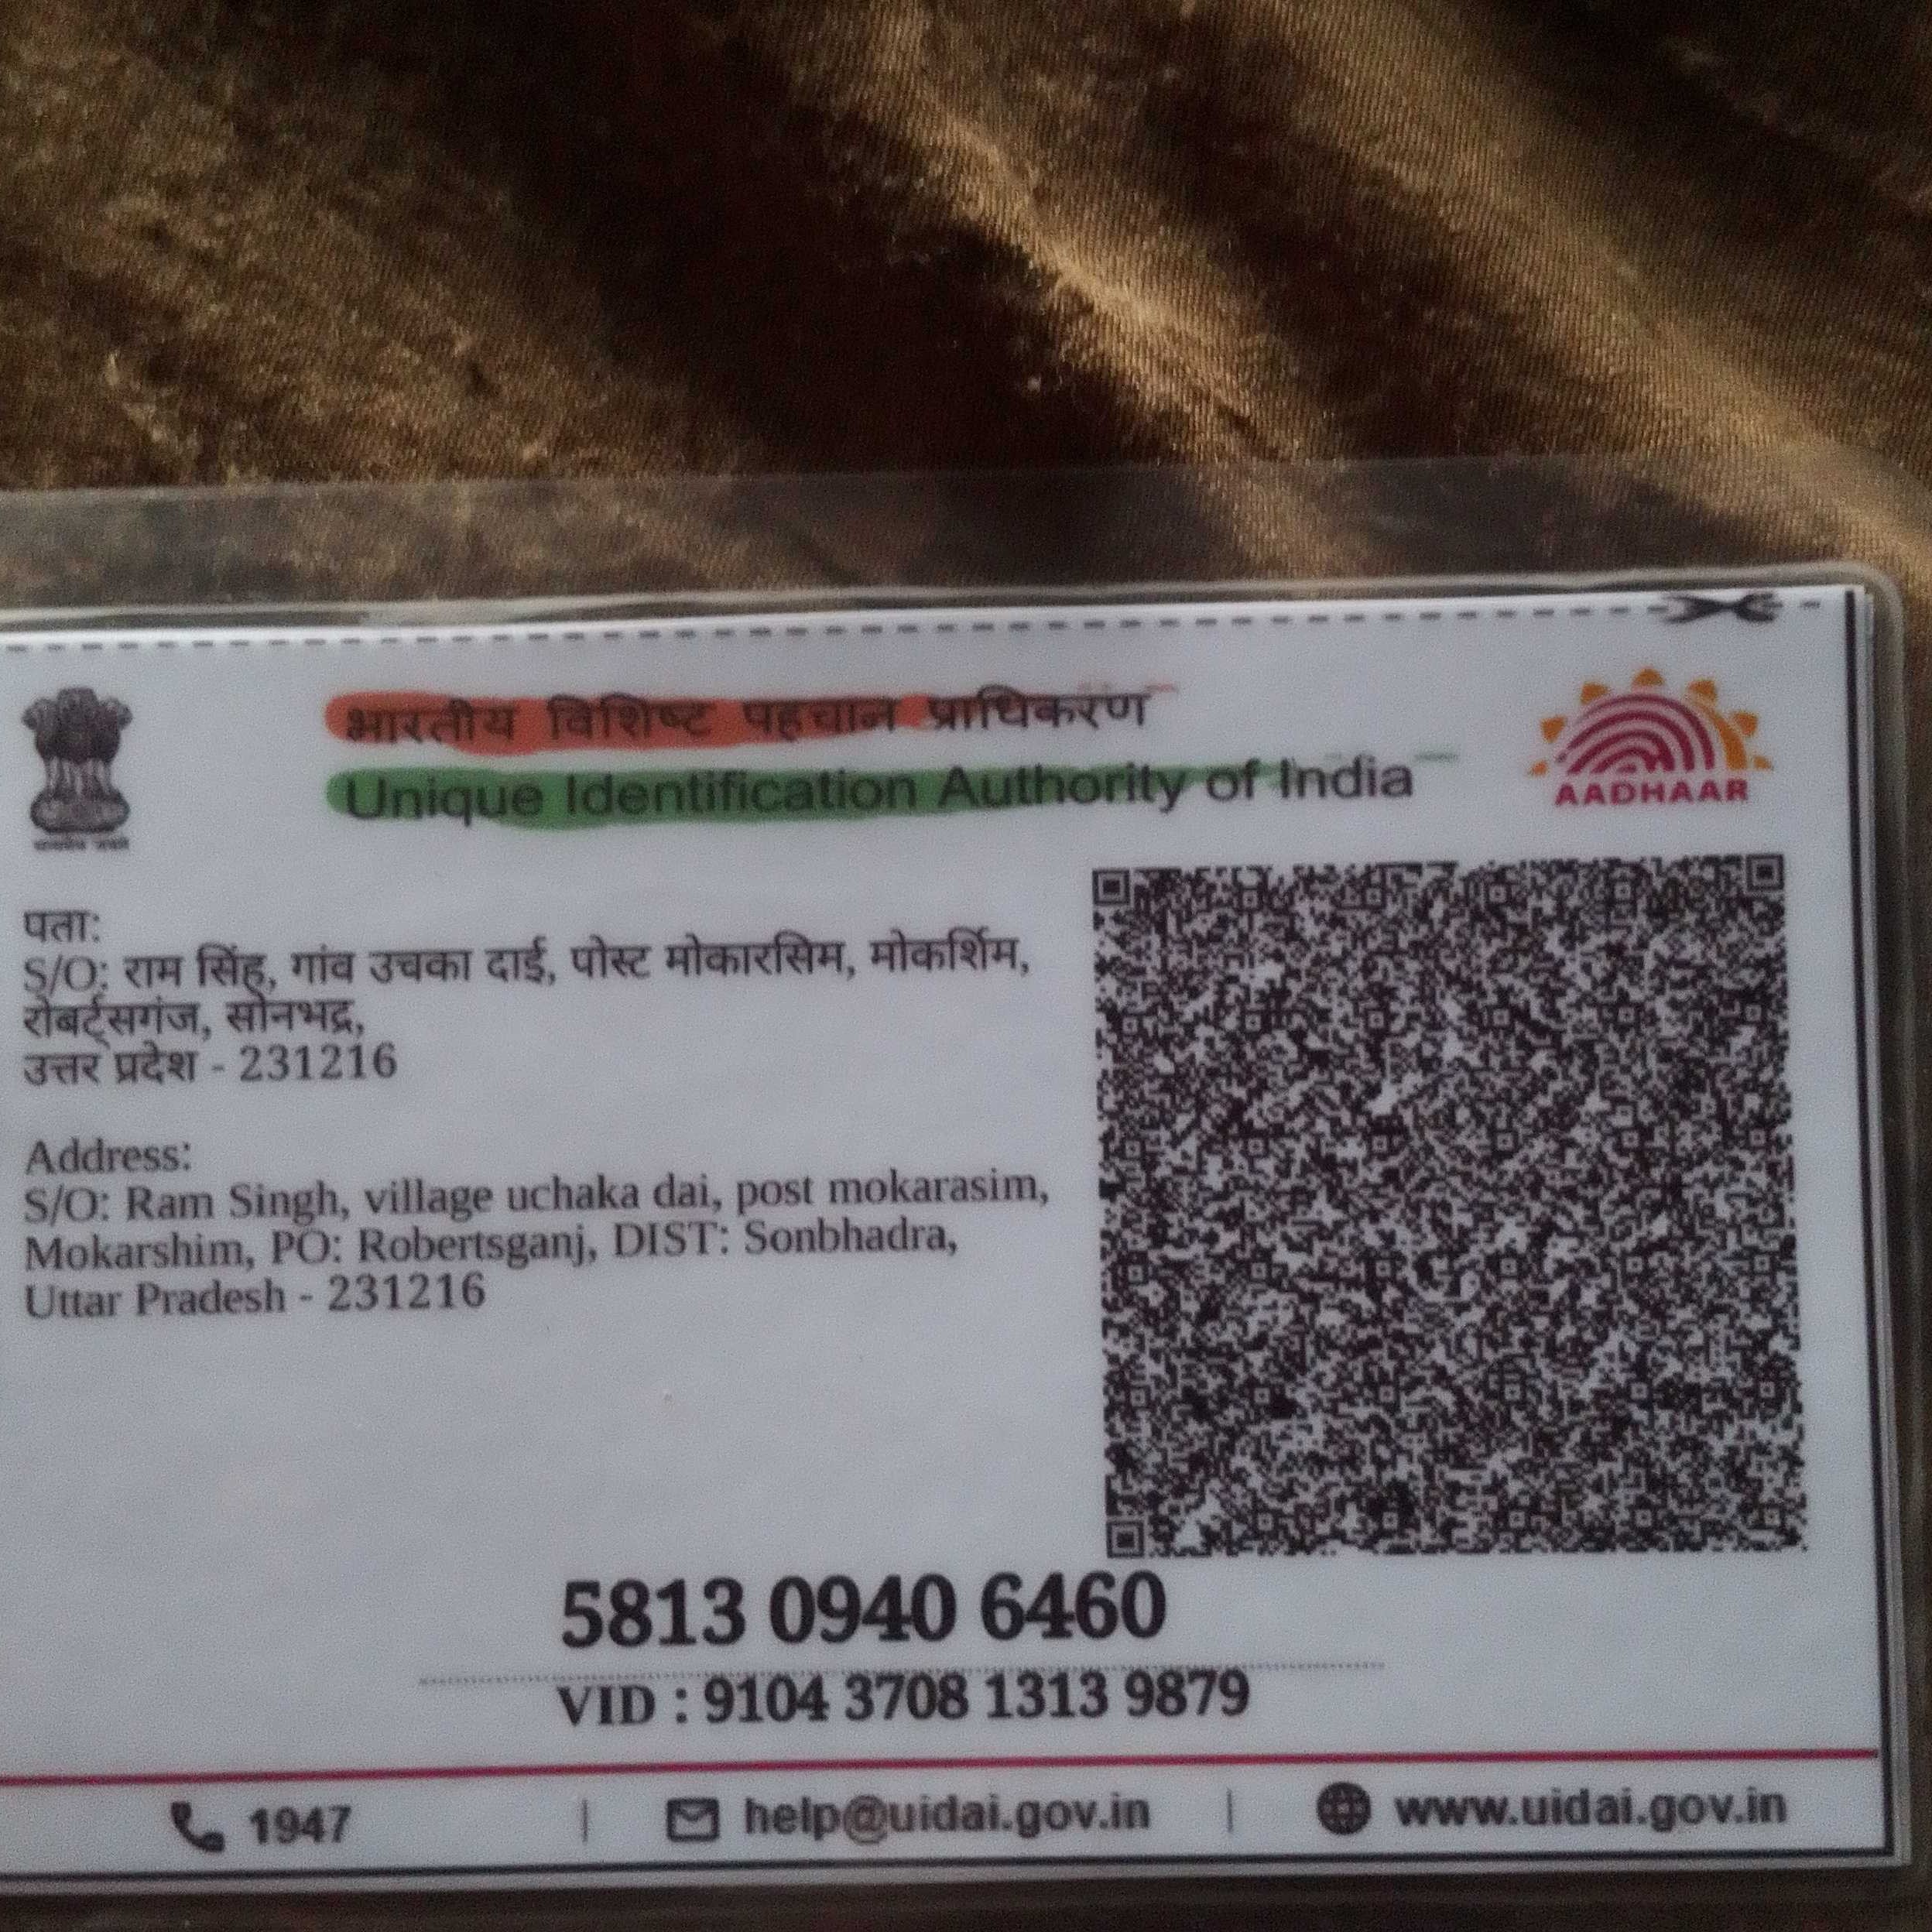 भारतीय विशिष्ट पहचान प्राधिकरण
Unique Identification Authority of India
AADHAAR
पता:
S/O: राम सिंह, गांव उचका दाई, पोस्ट मोकारसिम, मोकर्शिम,
रोबर्ट्सगंज, सोनभद्र,
उत्तर प्रदेश - 231216
Address:
S/O: Ram Singh, village uchaka dai, post mokarasim,
Mokarshim, PO: Robertsganj, DIST: Sonbhadra,
Uttar Pradesh - 231216
5813 0940 6460
VID : 9104 3708 1313 9879
1947 | help@uidai.gov.in | www.uidai.gov.in